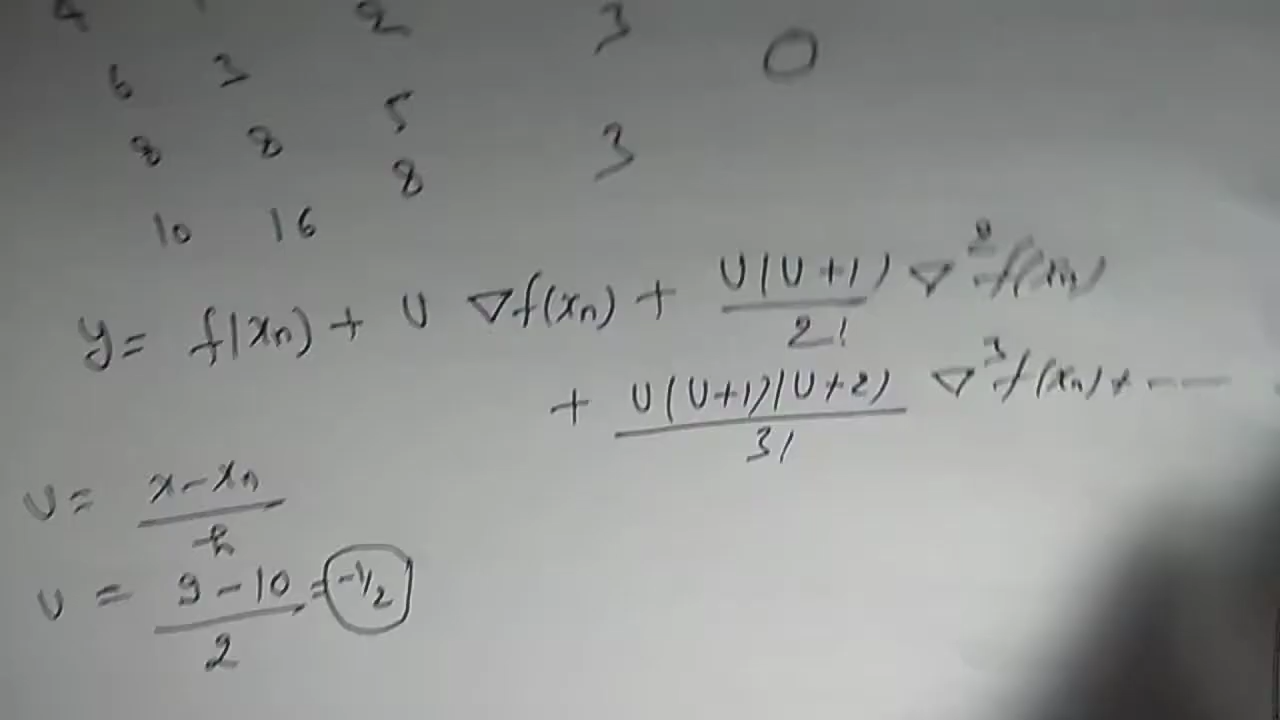 4 2 3
6 3 0
5
8 8 3
8
10 16
y = f(xn) + U ∇f(xn) + U(U+1)/2! ∇²f(xn)
+ U(U+1)(U+2)/3! ∇³f(xn) + ----
U = x-xn/h
U = 9-10/2 = -1/2